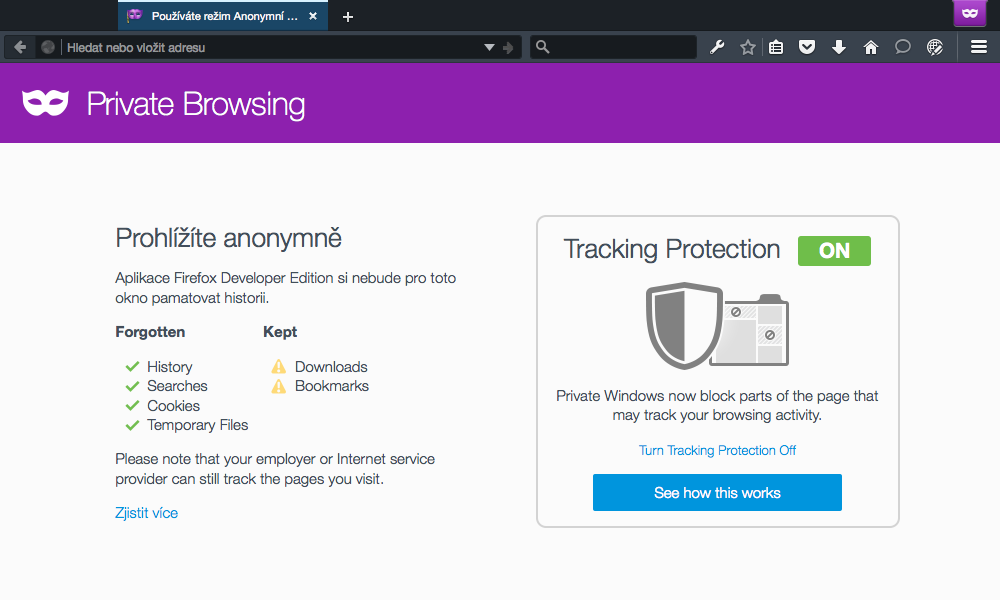 Používáte režim Anonymní ...
Hledat nebo vložit adresu
Private Browsing
Prohlížíte anonymně
Aplikace Firefox Developer Edition si nebude pro toto
okno pamatovat historii.
Forgotten
Kept
History
Searches
Cookies
Temporary Files
Downloads
Bookmarks
Please note that your employer or Internet service
provider can still track the pages you visit.
Zjistit více
Tracking Protection ON
Private Windows now block parts of the page that
may track your browsing activity.
Turn Tracking Protection Off
See how this works